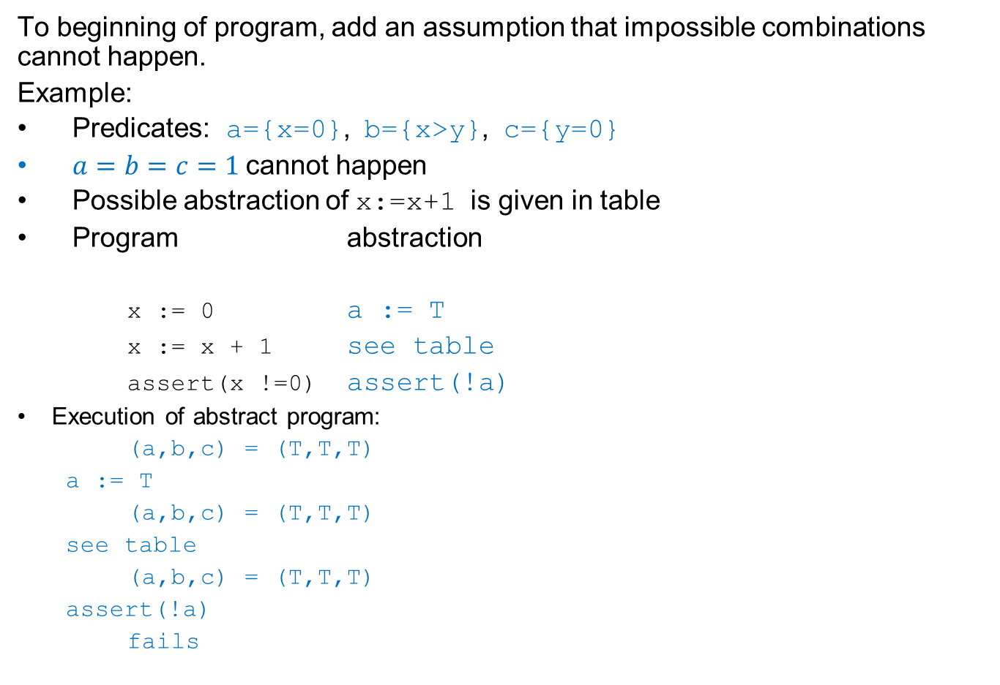 To beginning of program, add an assumption that impossible combinations
cannot happen.
Example:
• Predicates: a={x=0}, b={x>y}, c={y=0}
• a = b = c = 1 cannot happen
• Possible abstraction of x:=x+1 is given in table
• Program abstraction
x := 0 a := T
x := x + 1 see table
assert(x !=0) assert(!a)
• Execution of abstract program:
(a,b,c) = (T,T,T)
a := T
(a,b,c) = (T,T,T)
see table
(a,b,c) = (T,T,T)
assert(!a)
fails